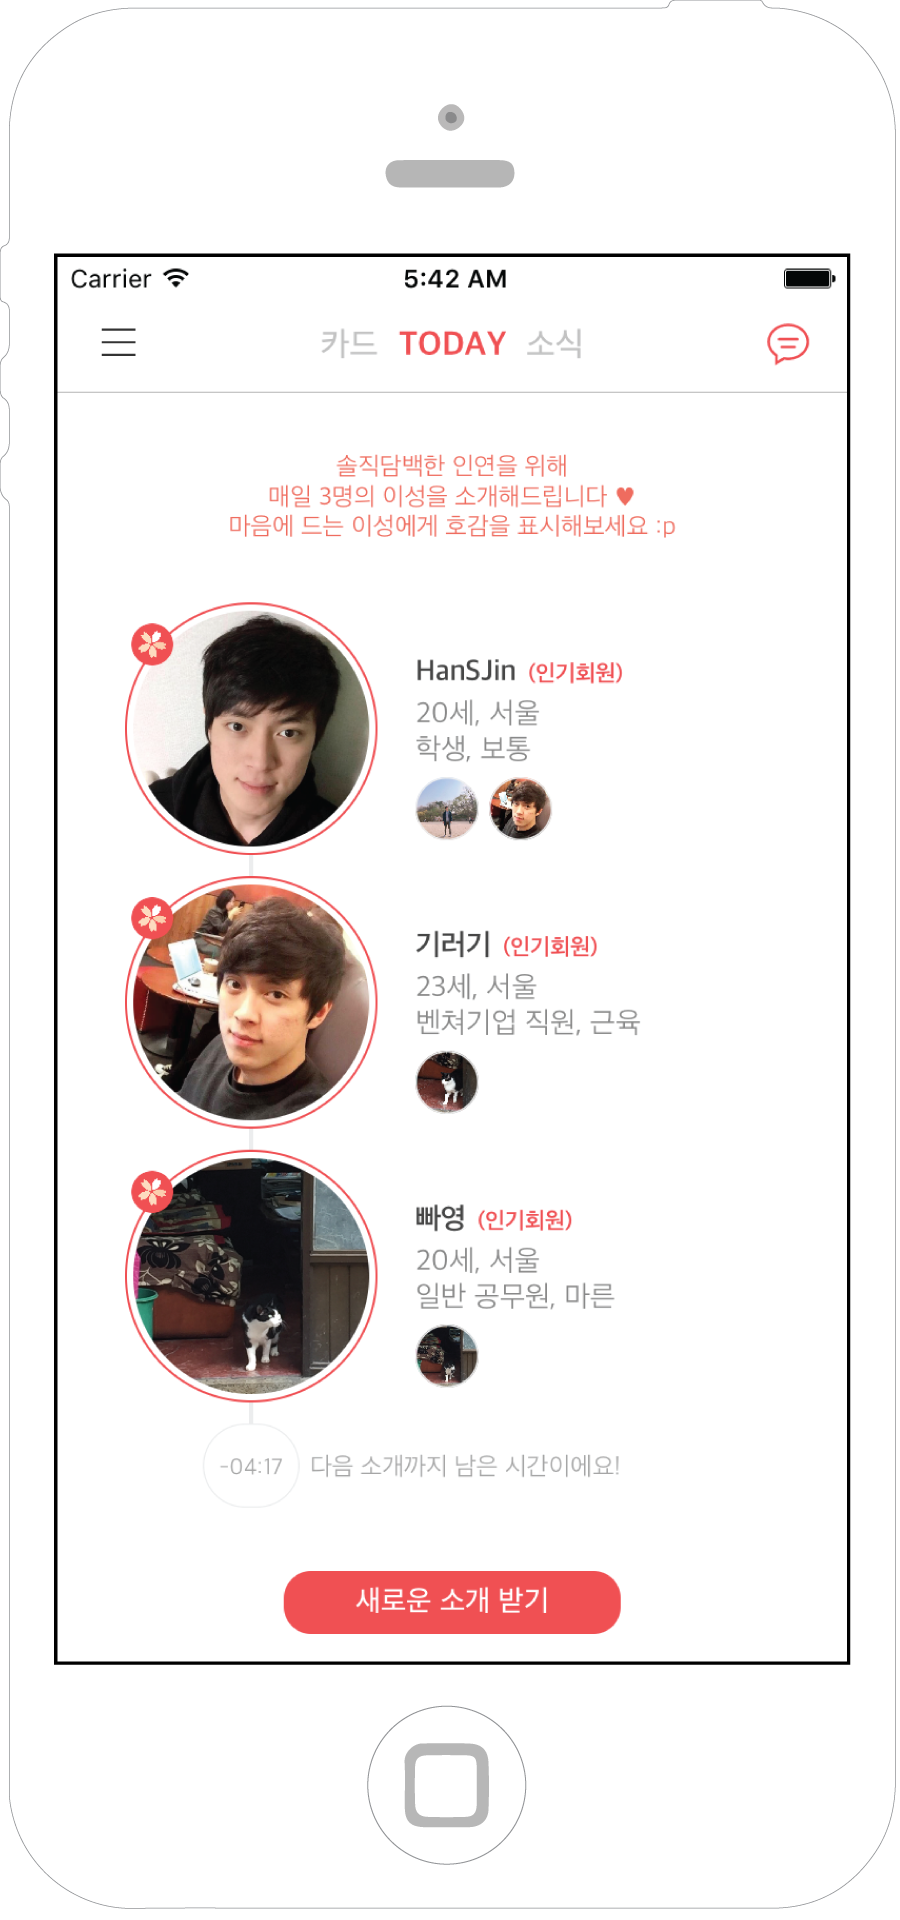 Carrier 5:42 AM
카드 TODAY 소식
솔직담백한 인연을 위해
매일 3명의 이성을 소개해드립니다 ♥
마음에 드는 이성에게 호감을 표시해보세요 :p
HanSJin (인기회원)
20세, 서울
학생, 보통
기러기 (인기회원)
23세, 서울
벤쳐기업 직원, 근육
빠영 (인기회원)
20세, 서울
일반 공무원, 마른
-04:17 다음 소개까지 남은 시간이에요!
새로운 소개 받기